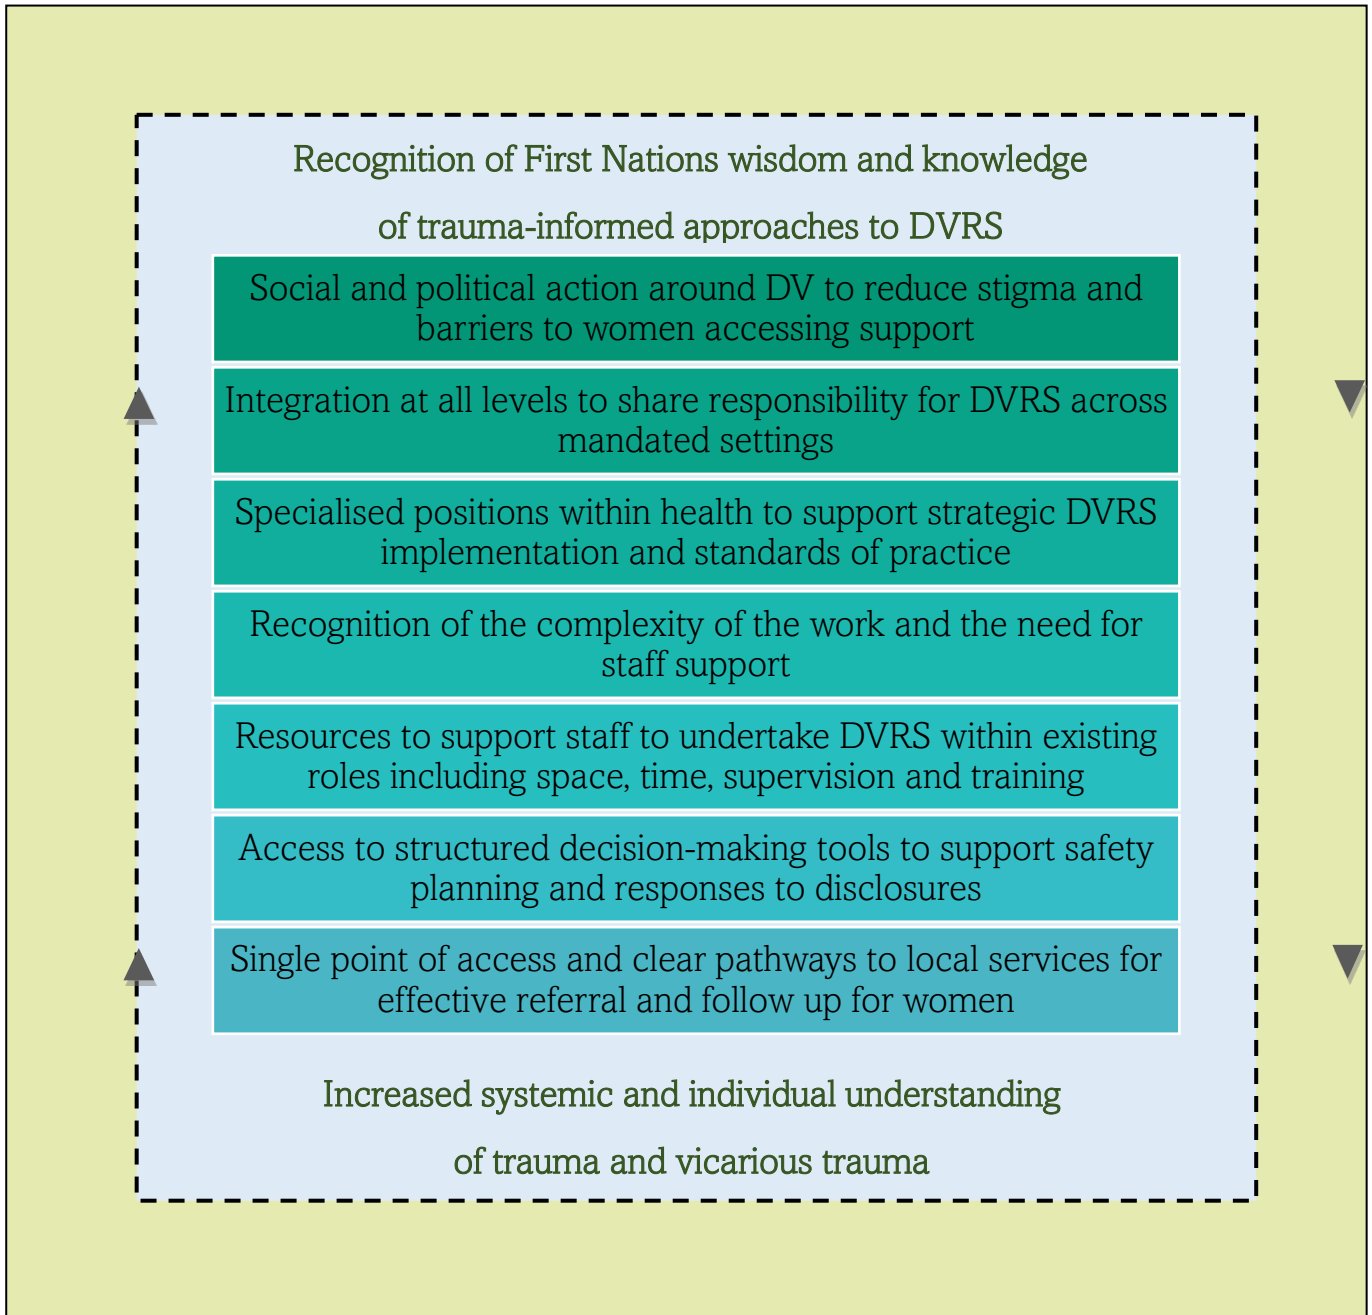 Recognition of First Nations wisdom and knowledge
of trauma-informed approaches to DVRS
Social and political action around DV to reduce stigma and
barriers to women accessing support
Integration at all levels to share responsibility for DVRS across
mandated settings
Specialised positions within health to support strategic DVRS
implementation and standards of practice
Recognition of the complexity of the work and the need for
staff support
Resources to support staff to undertake DVRS within existing
roles including space, time, supervision and training
Access to structured decision-making tools to support safety
planning and responses to disclosures
Single point of access and clear pathways to local services for
effective referral and follow up for women
Increased systemic and individual understanding
of trauma and vicarious trauma